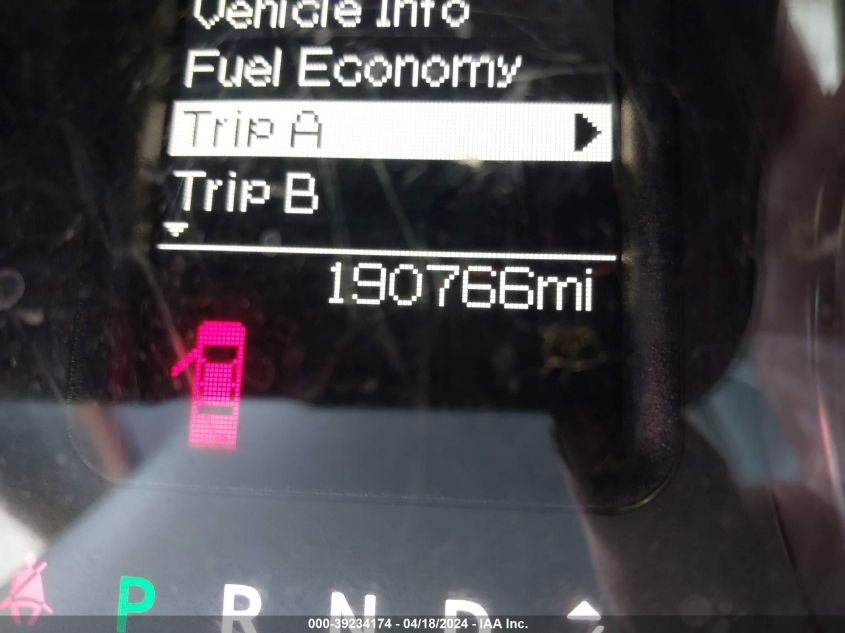 Vehicle Info
Fuel Economy
Trip A
Trip B
190766mi
P R N D
000-39234174 - 04/18/2024 - IAA Inc.